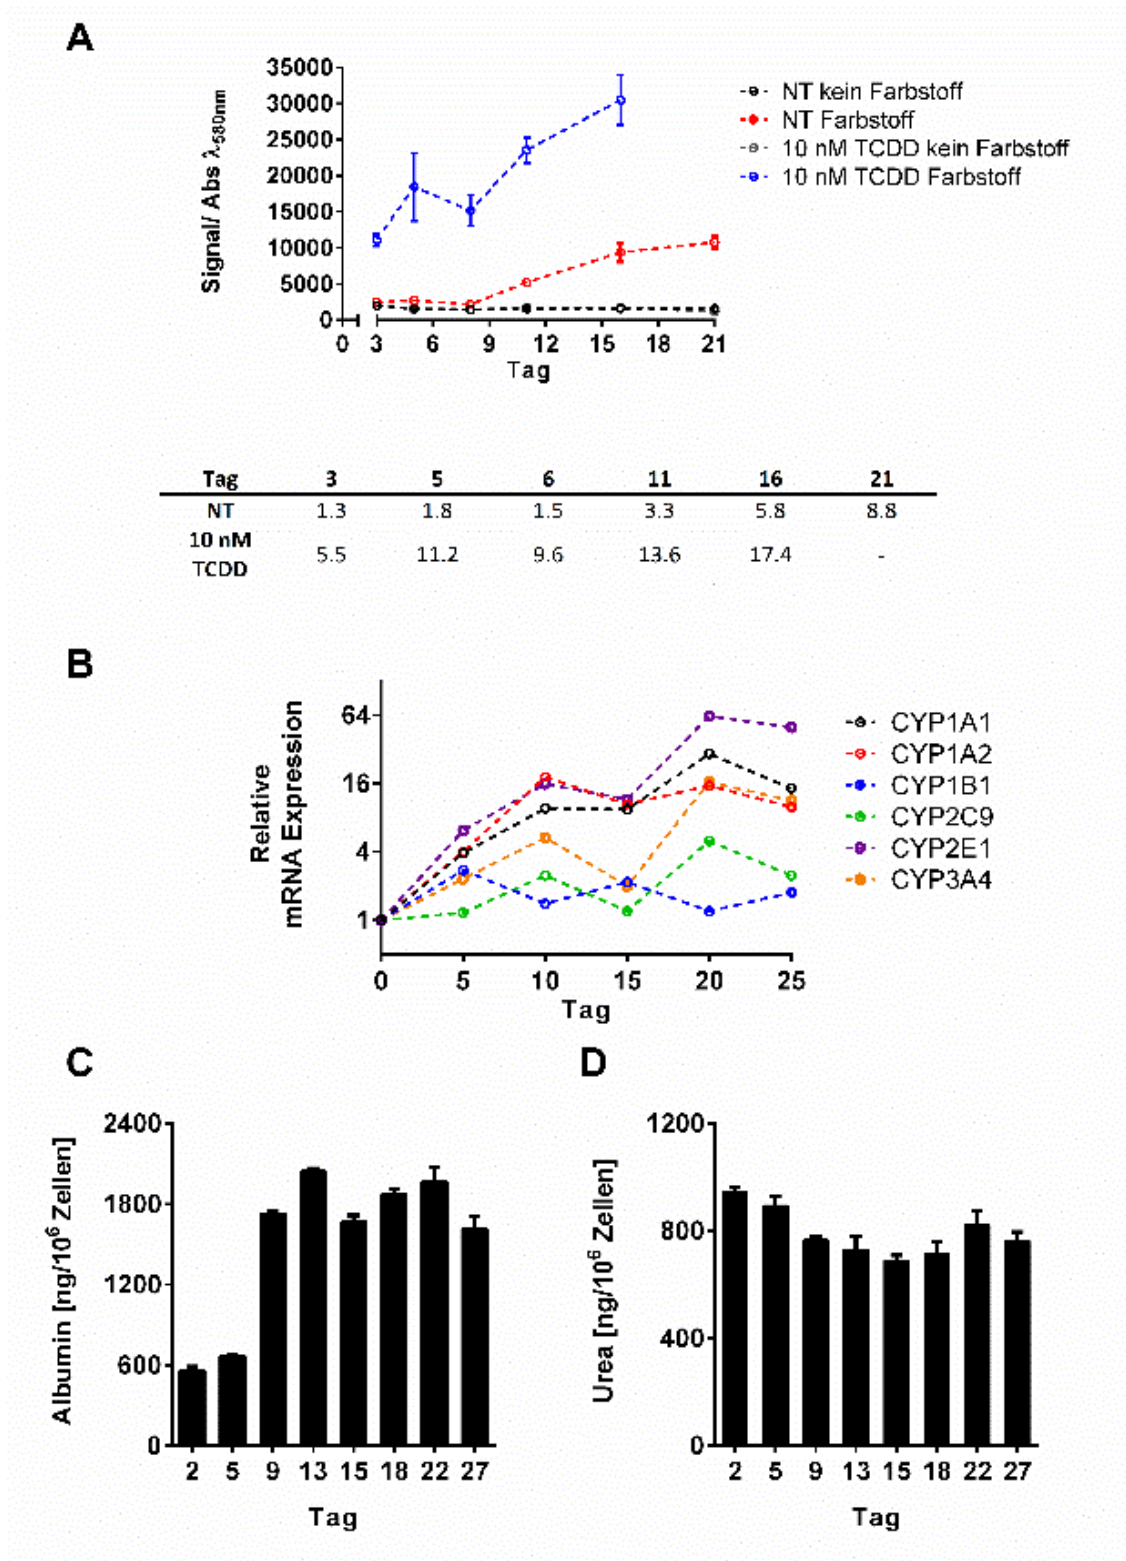 A
35000
30000
25000
20000
15000
10000
5000
0
Signal/ Abs λ-580nm
0 3 6 9 12 15 18 21
Tag
NT kein Farbstoff
NT Farbstoff
10 nM TCDD kein Farbstoff
10 nM TCDD Farbstoff
Tag 3 5 6 11 16 21
NT 1.3 1.8 1.5 3.3 5.8 8.8
10 nM
TCDD 5.5 11.2 9.6 13.6 17.4 -
B
64
16
4
1
Relative
mRNA Expression
0 5 10 15 20 25
Tag
CYP1A1
CYP1A2
CYP1B1
CYP2C9
CYP2E1
CYP3A4
C
2400
1800
1200
600
0
Albumin [ng/10⁶ Zellen]
2 5 9 13 15 18 22 27
Tag
D
1200
800
400
0
Urea [ng/10⁶ Zellen]
2 5 9 13 15 18 22 27
Tag